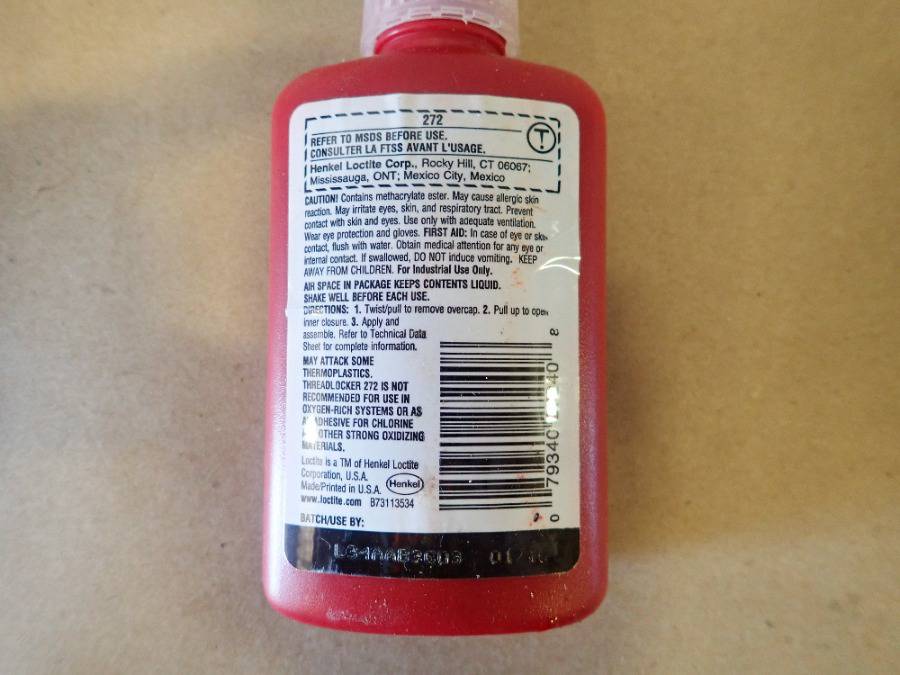 272
REFER TO MSDS BEFORE USE.
CONSULTER LA FTSS AVANT L'USAGE.
T
Henkel Loctite Corp., Rocky Hill, CT 06067;
Mississauga, ONT; Mexico City, Mexico
CAUTION! Contains methacrylate ester. May cause allergic skin
reaction. May irritate eyes, skin, and respiratory tract. Prevent
contact with skin and eyes. Use only with adequate ventilation.
Wear eye protection and gloves. FIRST AID: In case of eye or skin
contact, flush with water. Obtain medical attention for any eye or
internal contact. If swallowed, DO NOT induce vomiting. KEEP
AWAY FROM CHILDREN. For Industrial Use Only.
AIR SPACE IN PACKAGE KEEPS CONTENTS LIQUID.
SHAKE WELL BEFORE EACH USE.
DIRECTIONS: 1. Twist/pull to remove overcap. 2. Pull up to open
inner closure. 3. Apply and
assemble. Refer to Technical Data
Sheet for complete information.
MAY ATTACK SOME
THERMOPLASTICS.
THREADLOCKER 272 IS NOT
RECOMMENDED FOR USE IN
OXYGEN-RICH SYSTEMS OR AS
ADHESIVE FOR CHLORINE
OTHER STRONG OXIDIZING
MATERIALS.
Loctite is a TM of Henkel Loctite
Corporation, U.S.A.
Made/Printed in U.S.A. Henkel
www.loctite.com B73113534
0 79340 40 8
BATCH/USE BY: